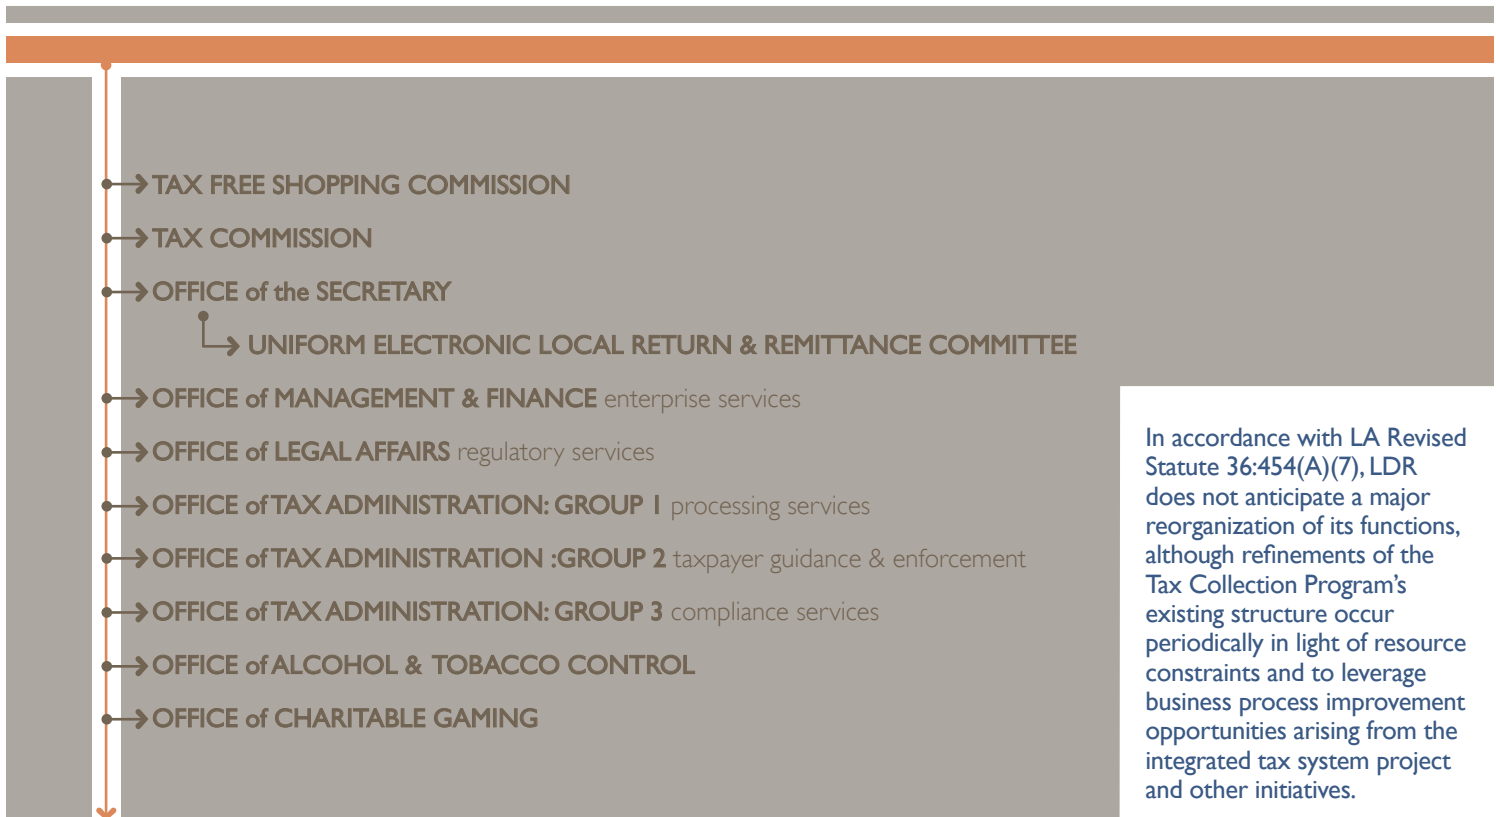 TAX FREE SHOPPING COMMISSION
TAX COMMISSION
OFFICE of the SECRETARY
UNIFORM ELECTRONIC LOCAL RETURN & REMITTANCE COMMITTEE
OFFICE of MANAGEMENT & FINANCE enterprise services
OFFICE of LEGAL AFFAIRS regulatory services
OFFICE of TAX ADMINISTRATION: GROUP 1 processing services
OFFICE of TAX ADMINISTRATION :GROUP 2 taxpayer guidance & enforcement
OFFICE of TAX ADMINISTRATION: GROUP 3 compliance services
OFFICE of ALCOHOL & TOBACCO CONTROL
OFFICE of CHARITABLE GAMING
In accordance with LA Revised
Statute 36:454(A)(7), LDR
does not anticipate a major
reorganization of its functions,
although refinements of the
Tax Collection Program's
existing structure occur
periodically in light of resource
constraints and to leverage
business process improvement
opportunities arising from the
integrated tax system project
and other initiatives.